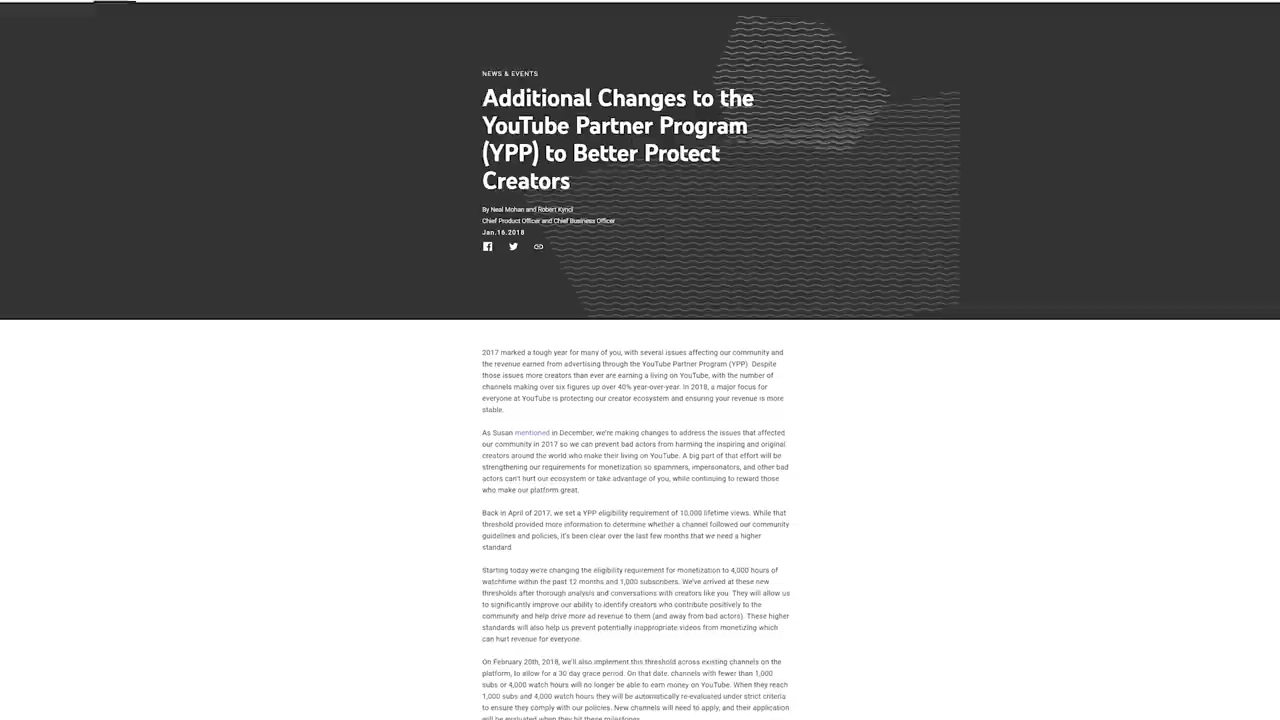 NEWS & EVENTS
Additional Changes to the
YouTube Partner Program
(YPP) to Better Protect
Creators
By Neal Mohan and Robert Kyncl
Chief Product Officer and Chief Business Officer
Jan.16.2018
2017 marked a tough year for many of you, with several issues affecting our community and
the revenue earned from advertising through the YouTube Partner Program (YPP). Despite
those issues more creators than ever are earning a living on YouTube, with the number of
channels making over six figures up over 40% year-over-year. In 2018, a major focus for
everyone at YouTube is protecting our creator ecosystem and ensuring your revenue is more
stable.
As Susan mentioned in December, we're making changes to address the issues that affected
our community in 2017 so we can prevent bad actors from harming the inspiring and original
creators around the world who make their living on YouTube. A big part of that effort will be
strengthening our requirements for monetization so spammers, impersonators, and other bad
actors can't hurt our ecosystem or take advantage of you, while continuing to reward those
who make our platform great.
Back in April of 2017, we set a YPP eligibility requirement of 10,000 lifetime views. While that
threshold provided more information to determine whether a channel followed our community
guidelines and policies, it's been clear over the last few months that we need a higher
standard.
Starting today we're changing the eligibility requirement for monetization to 4,000 hours of
watchtime within the past 12 months and 1,000 subscribers. We've arrived at these new
thresholds after thorough analysis and conversations with creators like you. They will allow us
to significantly improve our ability to identify creators who contribute positively to the
community and help drive more ad revenue to them (and away from bad actors). These higher
standards will also help us prevent potentially inappropriate videos from monetizing which
can hurt revenue for everyone.
On February 20th, 2018, we'll also implement this threshold across existing channels on the
platform, to allow for a 30 day grace period. On that date, channels with fewer than 1,000
subs or 4,000 watch hours will no longer be able to earn money on YouTube. When they reach
1,000 subs and 4,000 watch hours they will be automatically re-evaluated under strict criteria
to ensure they comply with our policies. New channels will need to apply, and their application
will be evaluated when they hit these milestones.